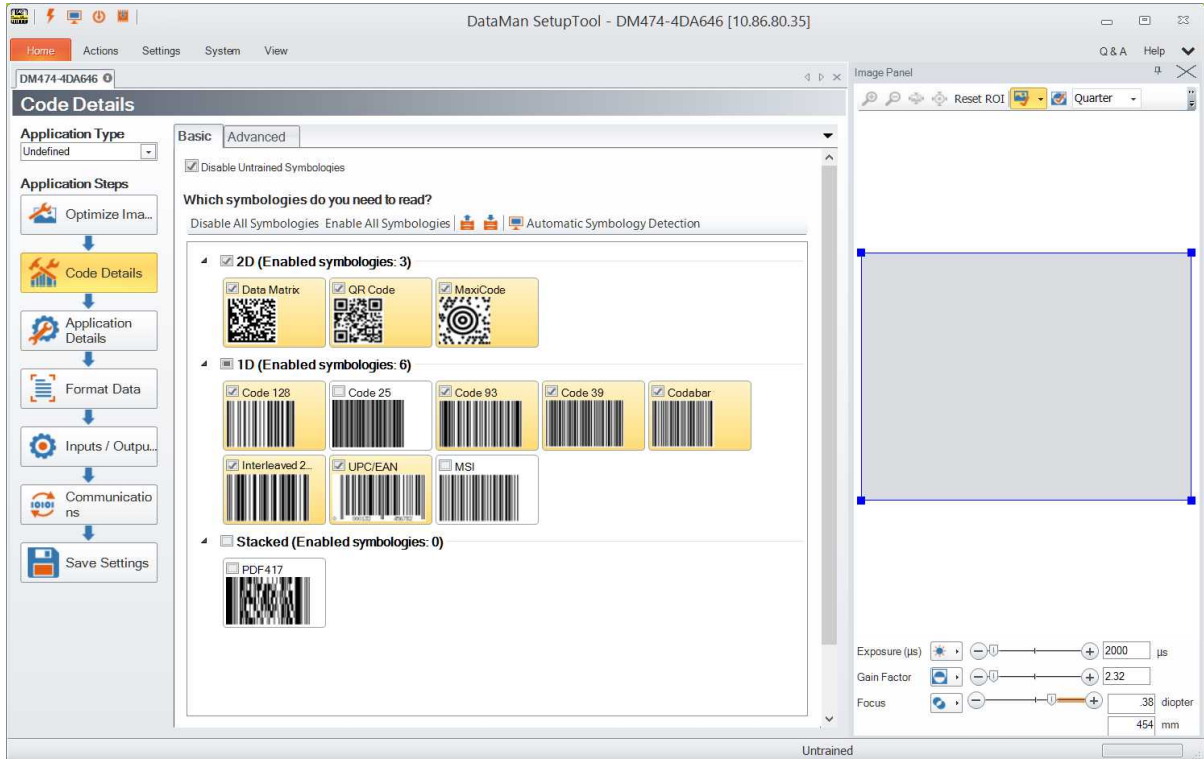 DataMan SetupTool - DM474-4DA646 [10.86.80.35]
Home Actions Settings System View Q & A Help
DM474-4DA646
Image Panel
Code Details
Reset ROI Quarter
Application Type
Undefined
Application Steps
Optimize Ima...
Code Details
Application
Details
Format Data
Inputs / Outpu...
Communicatio
ns
Save Settings
Basic Advanced
Disable Untrained Symbologies
Which symbologies do you need to read?
Disable All Symbologies Enable All Symbologies Automatic Symbology Detection
2D (Enabled symbologies: 3)
Data Matrix QR Code MaxiCode
1D (Enabled symbologies: 6)
Code 128 Code 25 Code 93 Code 39 Codabar
Interleaved 2... UPC/EAN MSI
Stacked (Enabled symbologies: 0)
PDF417
Exposure (µs) 2000 µs
Gain Factor 2.32
Focus .38 diopter
454 mm
Untrained